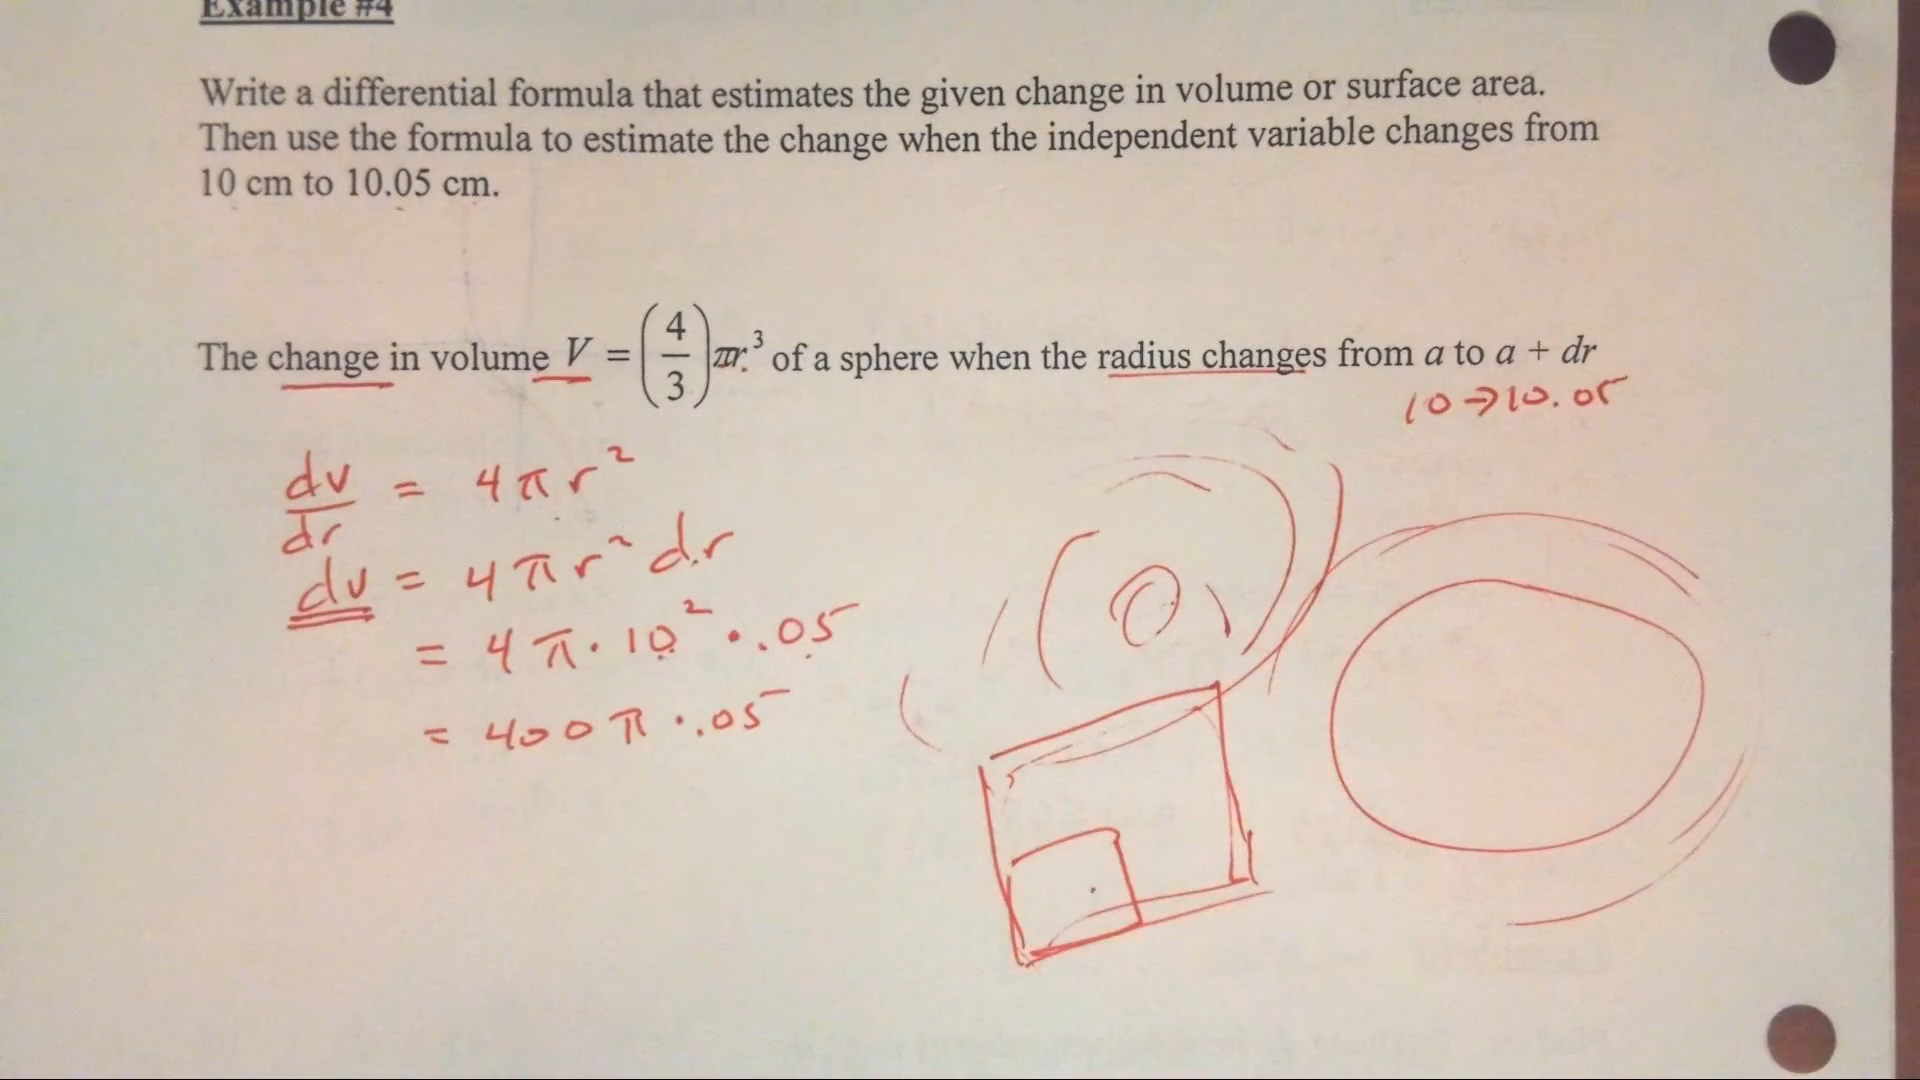 Example #4
Write a differential formula that estimates the given change in volume or surface area.
Then use the formula to estimate the change when the independent variable changes from
10 cm to 10.05 cm.
The change in volume V = (4/3)πr³ of a sphere when the radius changes from a to a + dr
10→10.05
dv/dr = 4πr²
dv = 4πr² dr
= 4π·10²·.05
= 400π·.05